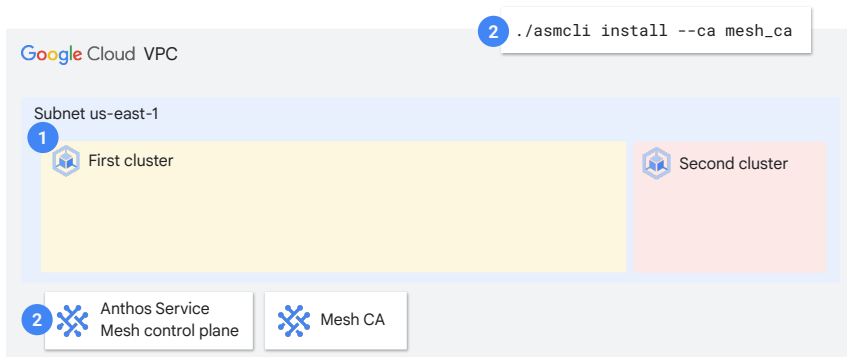 2 ./asmcli install --ca mesh_ca
Google Cloud VPC
Subnet us-east-1
1
First cluster
Second cluster
2
Anthos Service
Mesh control plane
Mesh CA